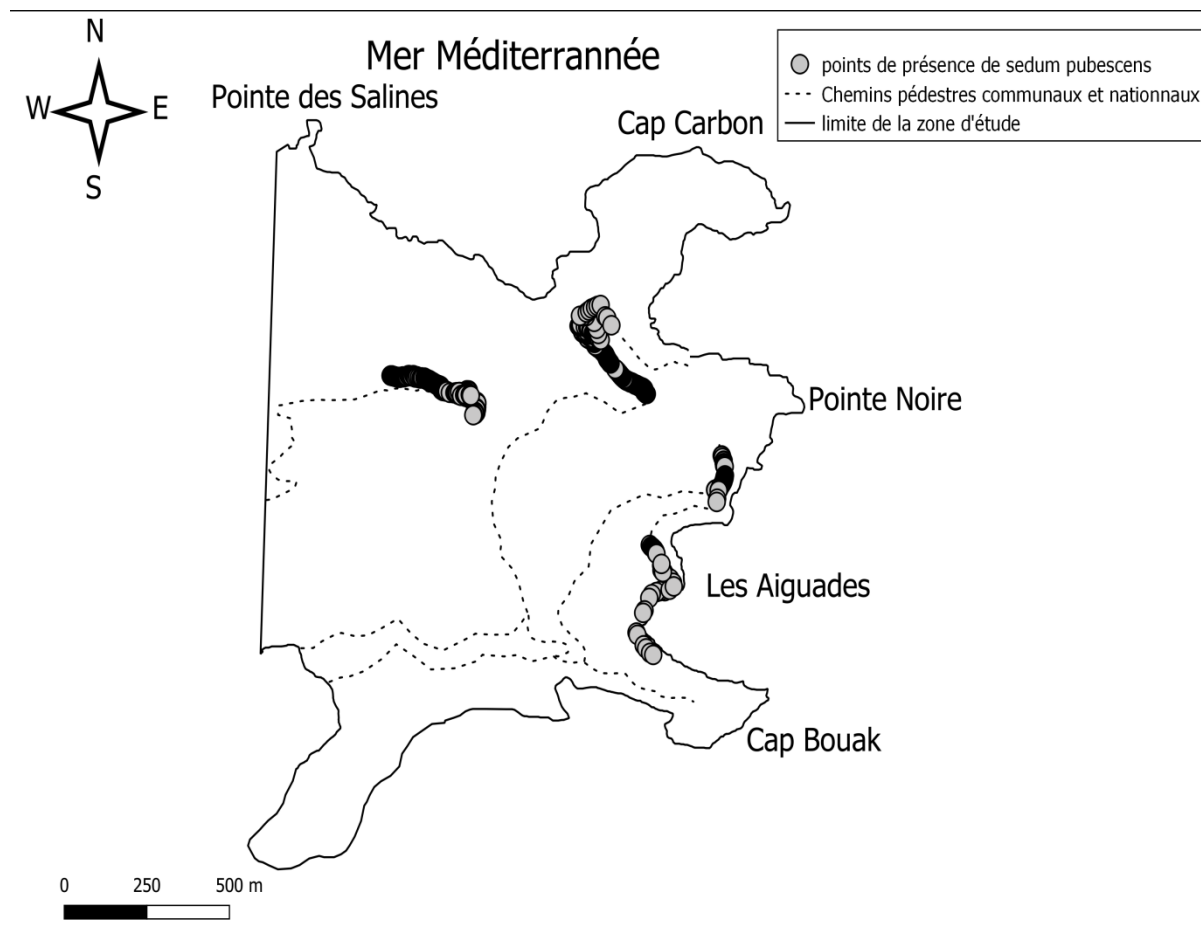 N
W E
S
Mer Méditerrannée
Pointe des Salines
Cap Carbon
points de présence de sedum pubescens
Chemins pédestres communaux et nationnaux
limite de la zone d'étude
Pointe Noire
Les Aiguades
Cap Bouak
0 250 500 m